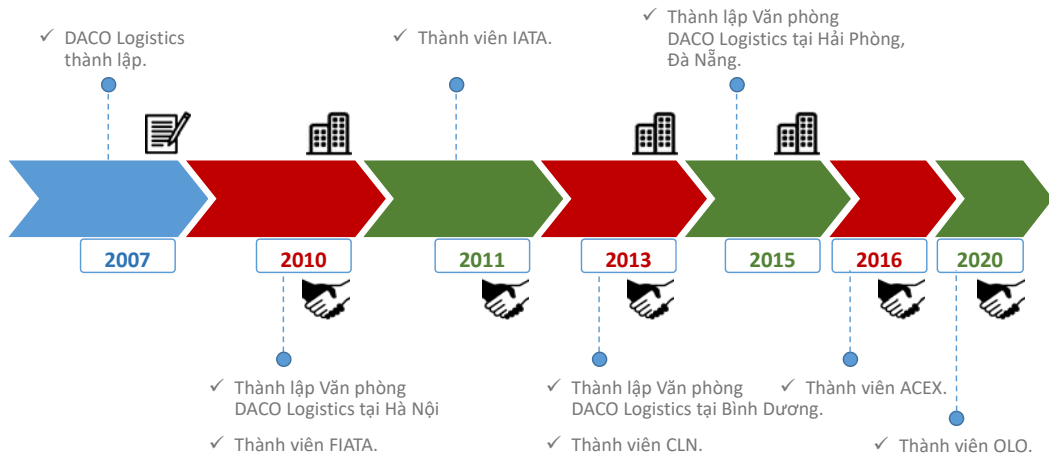 ✓ DACO Logistics
thành lập.
✓ Thành viên IATA.
✓ Thành lập Văn phòng
DACO Logistics tại Hải Phòng,
Đà Nẵng.
2007
2010
2011
2013
2015
2016
2020
✓ Thành lập Văn phòng
DACO Logistics tại Hà Nội
✓ Thành viên FIATA.
✓ Thành lập Văn phòng
DACO Logistics tại Bình Dương.
✓ Thành viên CLN.
✓ Thành viên ACEX.
✓ Thành viên OLO.